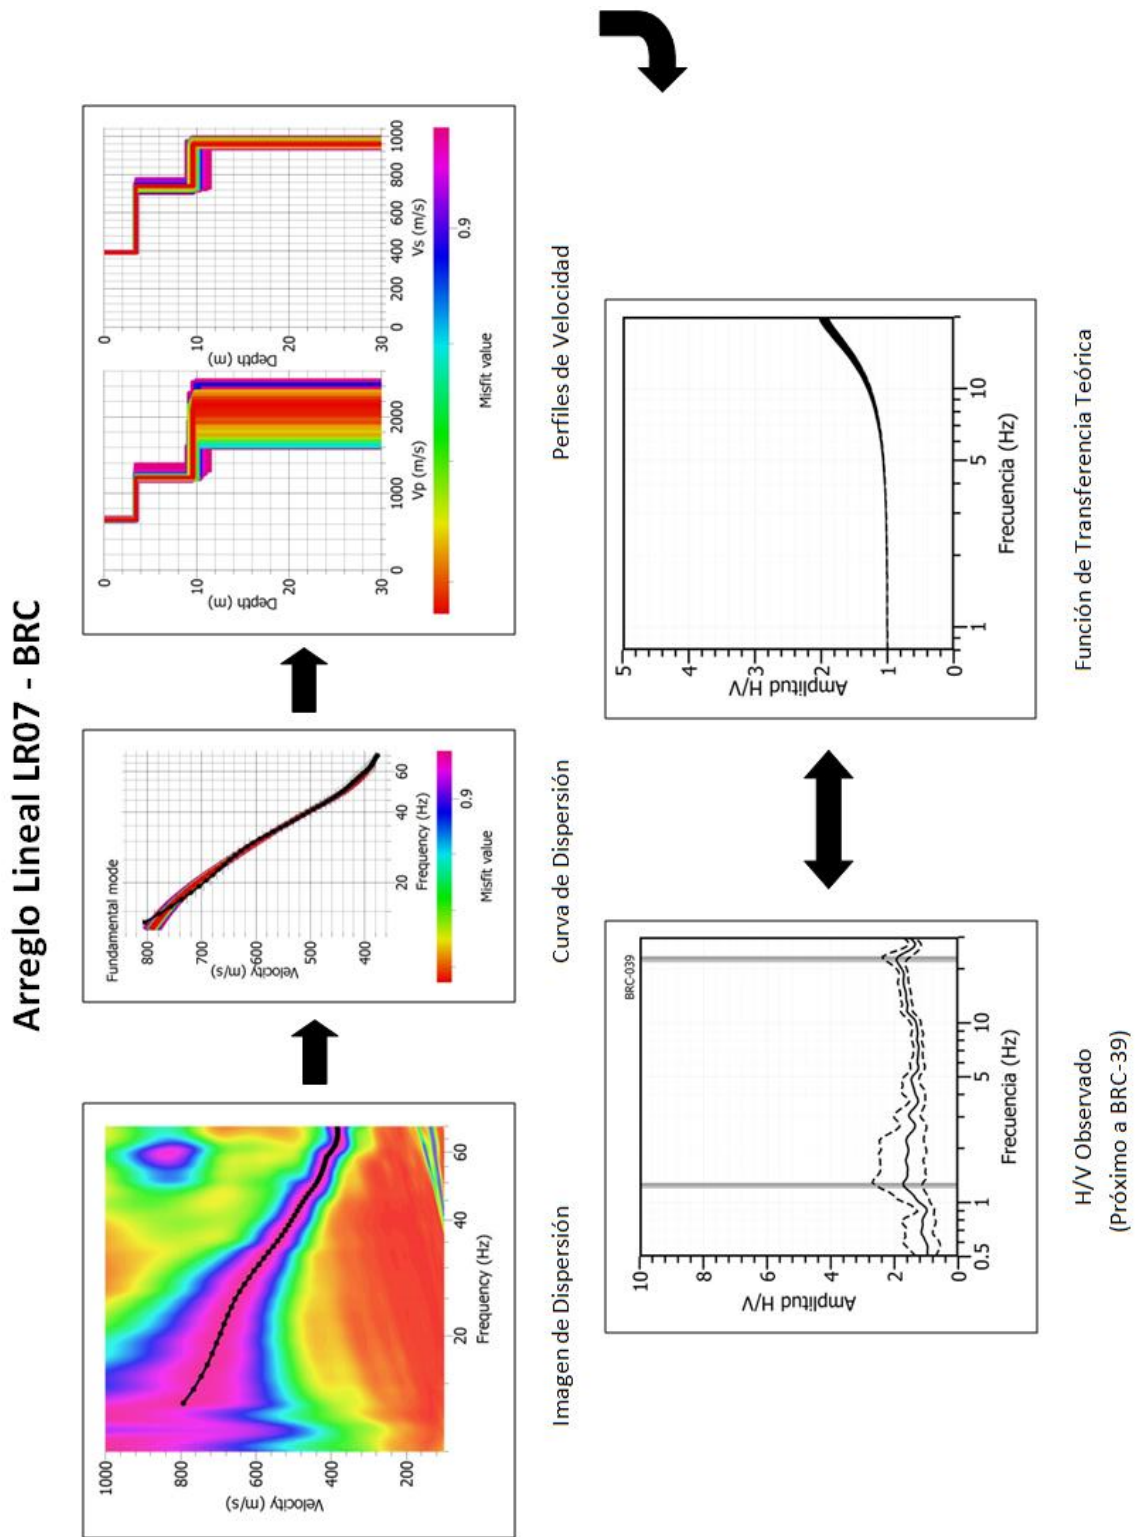 Arreglo Lineal LR07 - BRC
1000
800
600
400
200
Velocity (m/s)
20
40
60
Frequency (Hz)
Imagen de Dispersión
Fundamental mode
800
700
600
500
400
Velocity (m/s)
20
40
60
Frequency (Hz)
0.9
Misfit value
Curva de Dispersión
0
10
20
30
Depth (m)
0
1000
2000
Vp (m/s)
0
10
20
30
Depth (m)
0
200
400
600
800
1000
Vs (m/s)
0.9
Misfit value
Perfiles de Velocidad
BRC-039
10
8
6
4
2
0
Amplitud H/V
0.5
1
5
10
Frecuencia (Hz)
H/V Observado
(Próximo a BRC-39)
5
4
3
2
1
0
Amplitud H/V
1
5
10
Frecuencia (Hz)
Función de Transferencia Teórica